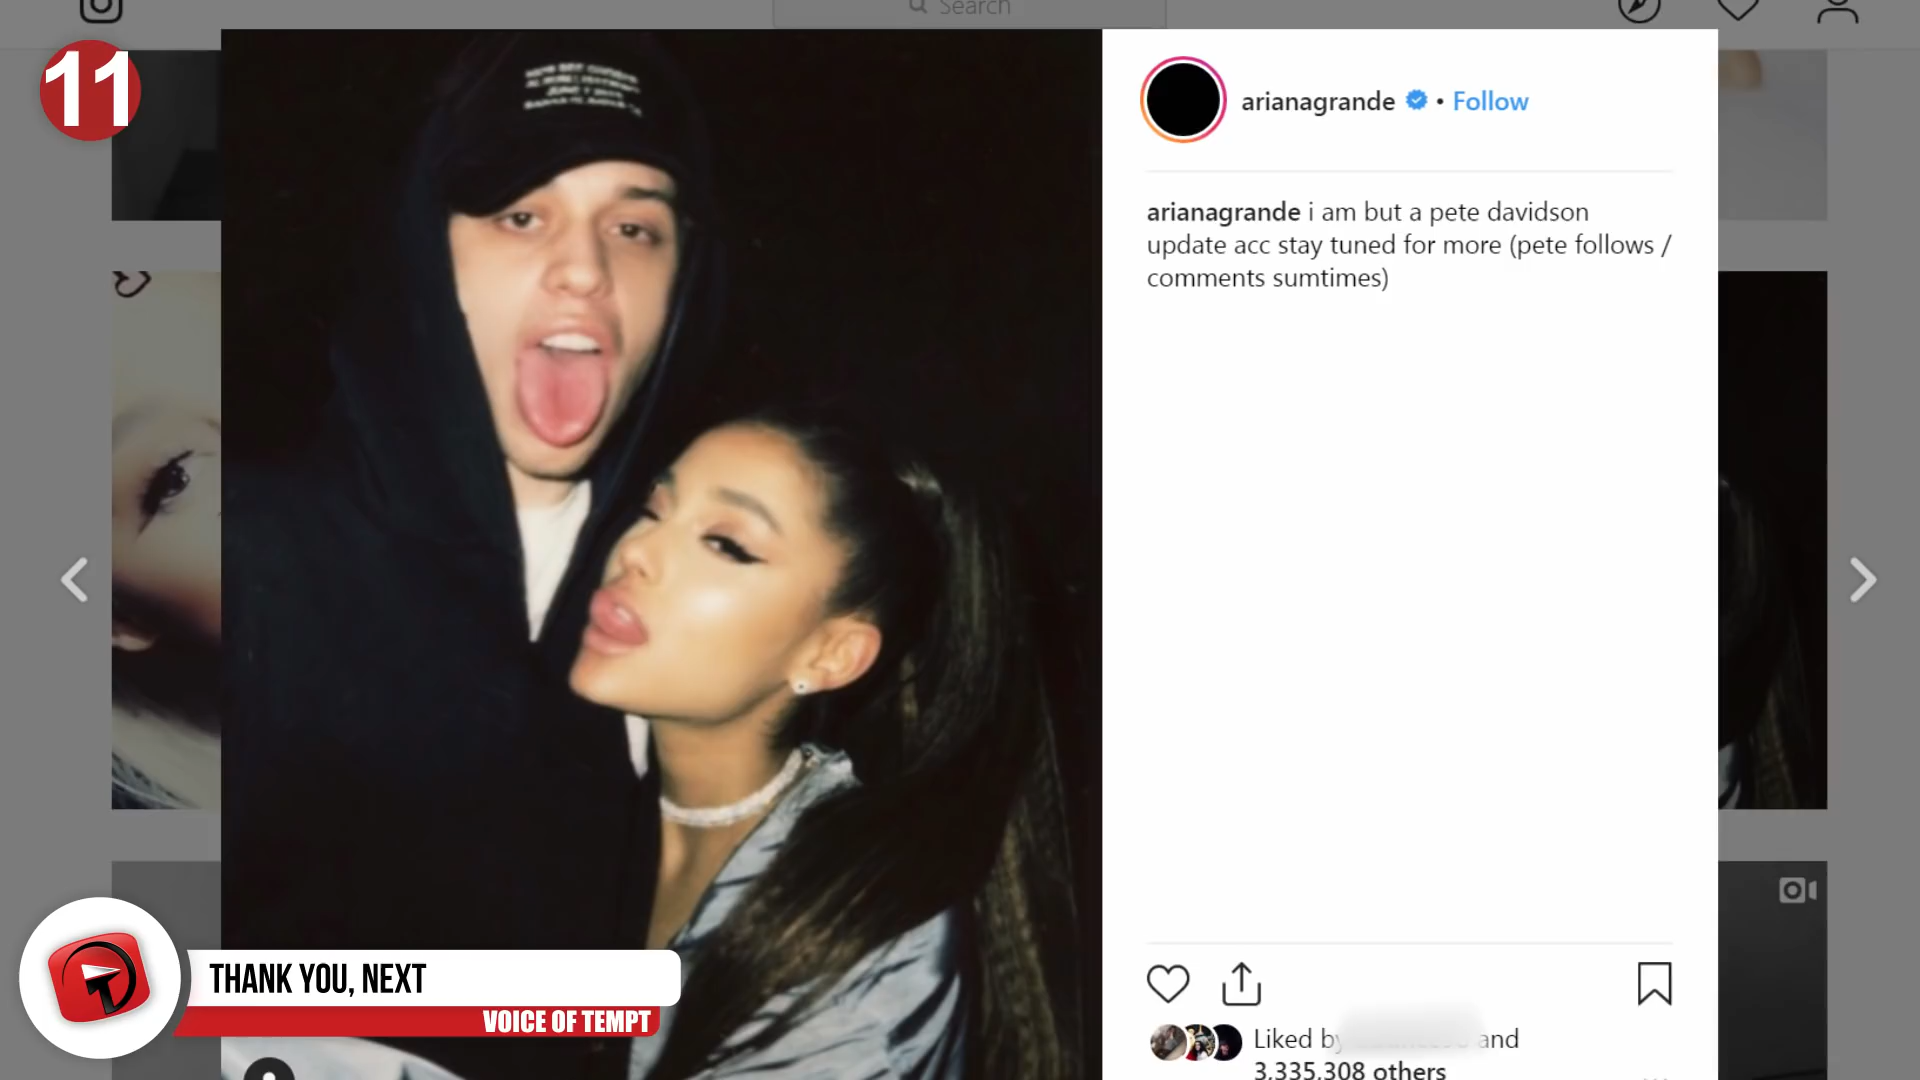 Search
11
arianagrande • Follow
arianagrande i am but a pete davidson
update acc stay tuned for more (pete follows /
comments sumtimes)
THANK YOU, NEXT
VOICE OF TEMPT
Liked by and
3,335,308 others